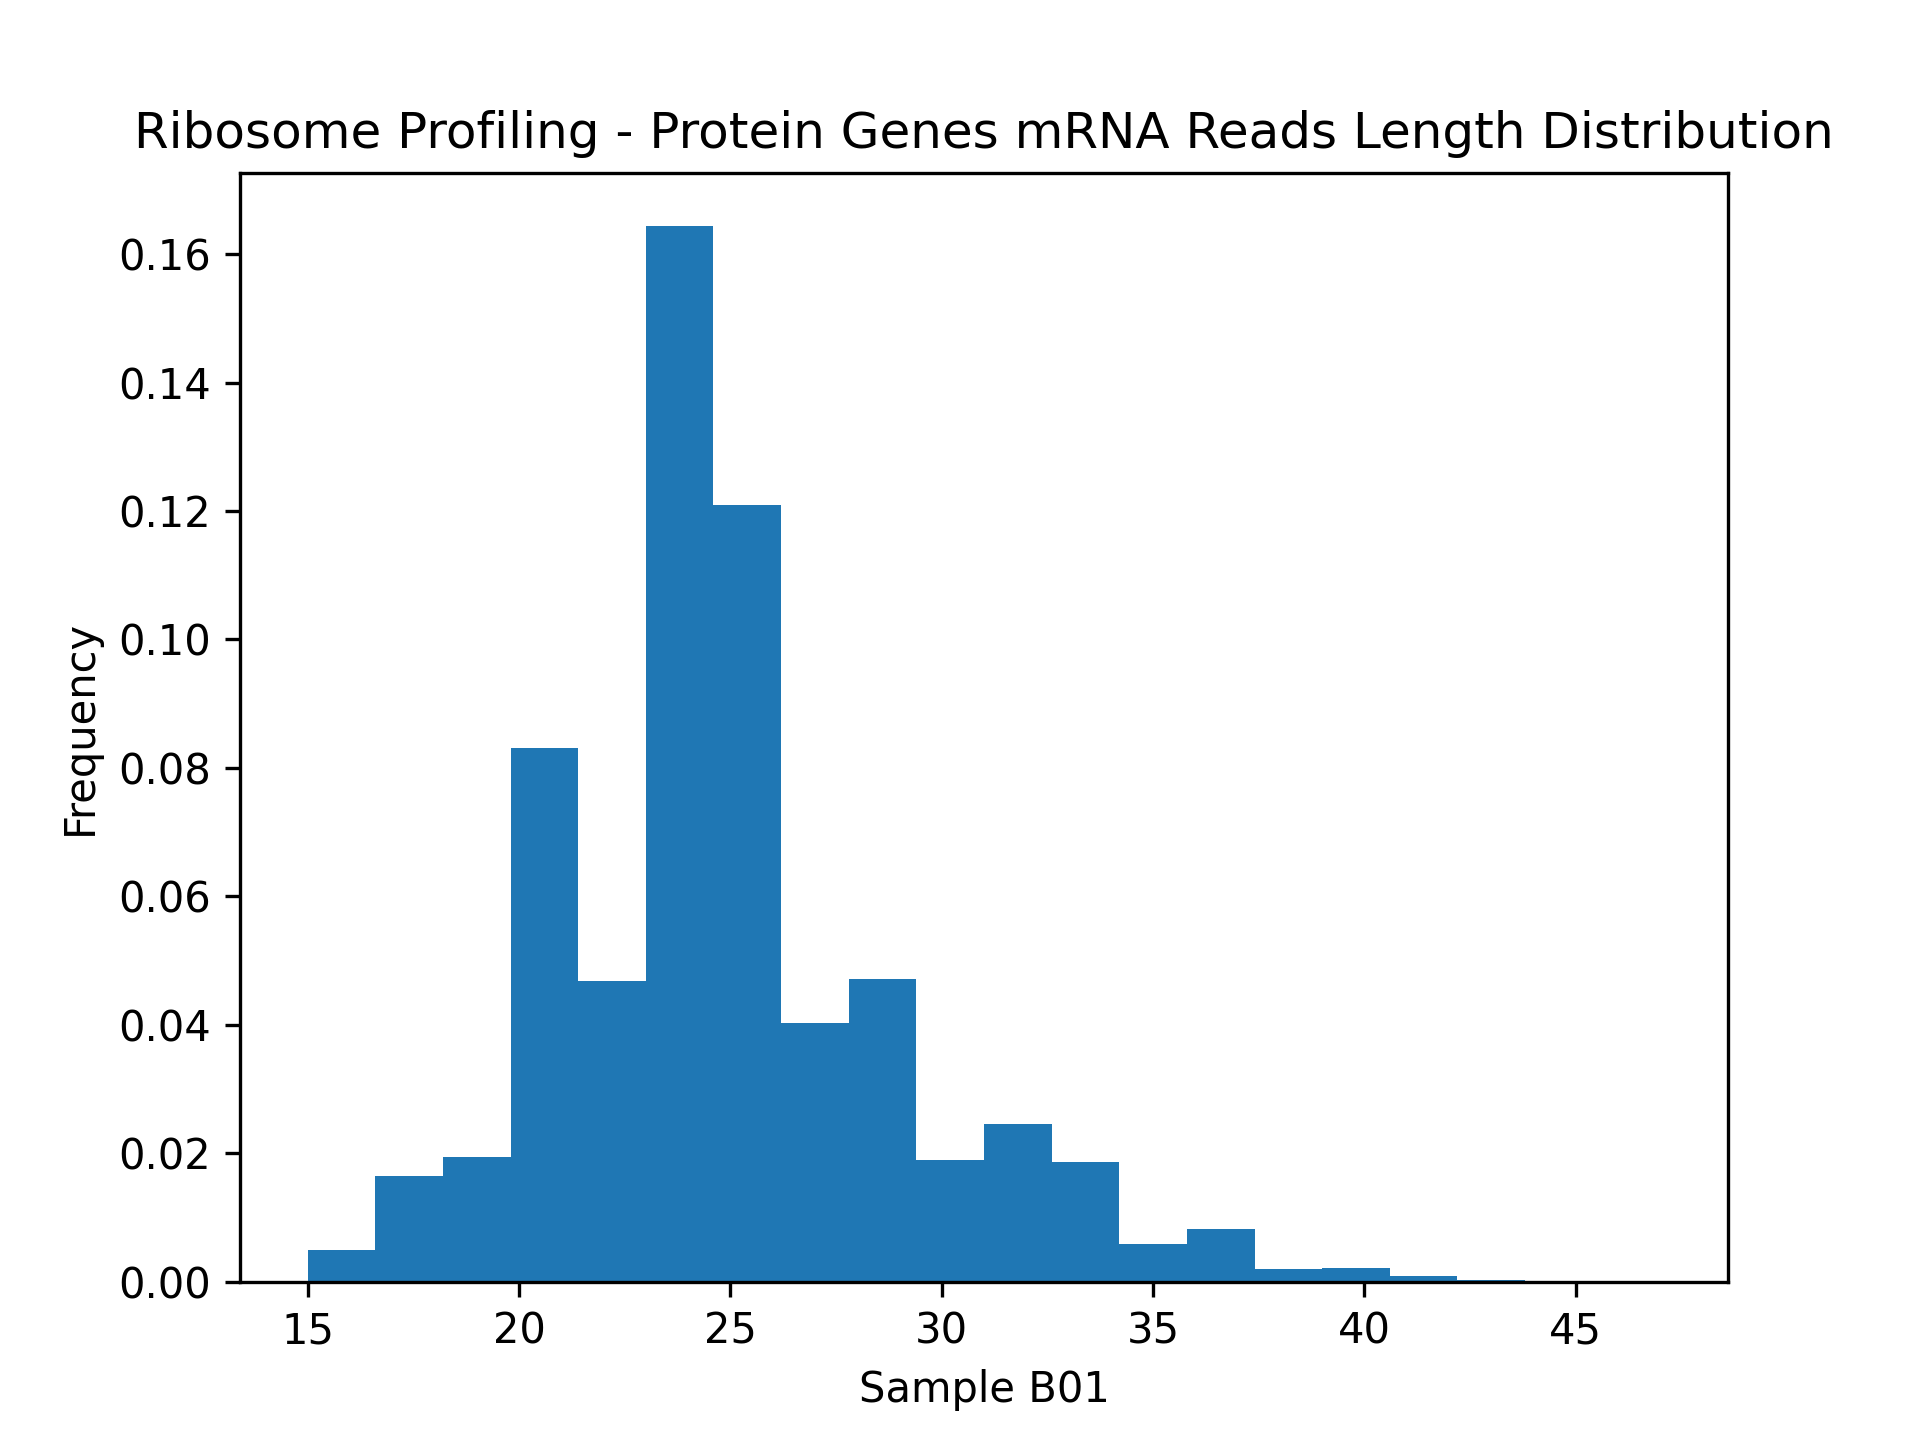 Ribosome Profiling - Protein Genes mRNA Reads Length Distribution
0.16
0.14
0.12
0.10
0.08
0.06
0.04
0.02
0.00
Frequency
15 20 25 30 35 40 45
Sample B01